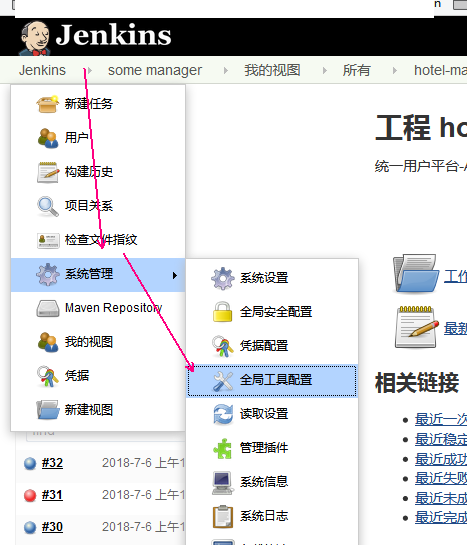 n
Jenkins
Jenkins some manager 我的视图 所有 hotel-ma
新建任务
用户
构建历史
项目关系
检查文件指纹
系统管理
Maven Repository
我的视图
凭据
新建视图
系统设置
全局安全配置
凭据配置
全局工具配置
读取设置
管理插件
系统信息
系统日志
find
#32 2018-7-6 上午1
#31 2018-7-6 上午1
#30 2018-7-6 上午1
工程 ho
统一用户平台-A
工作
最新
相关链接
最近一次
最近稳定
最近成功
最近失败
最近未成
最近完成